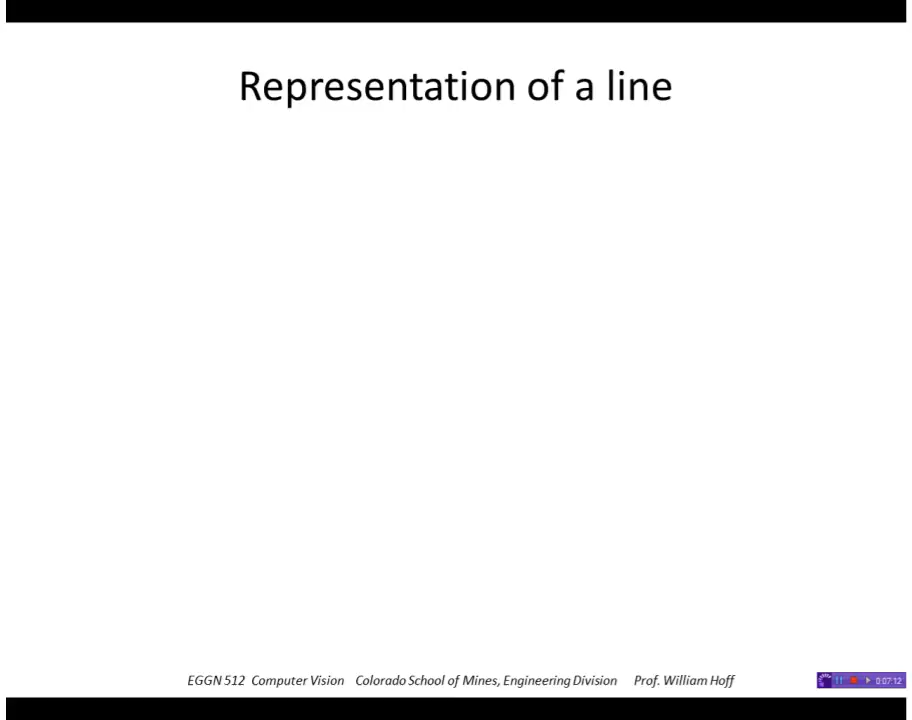 Representation of a line
EGGN 512 Computer Vision Colorado School of Mines, Engineering Division Prof. William Hoff
0:07:12